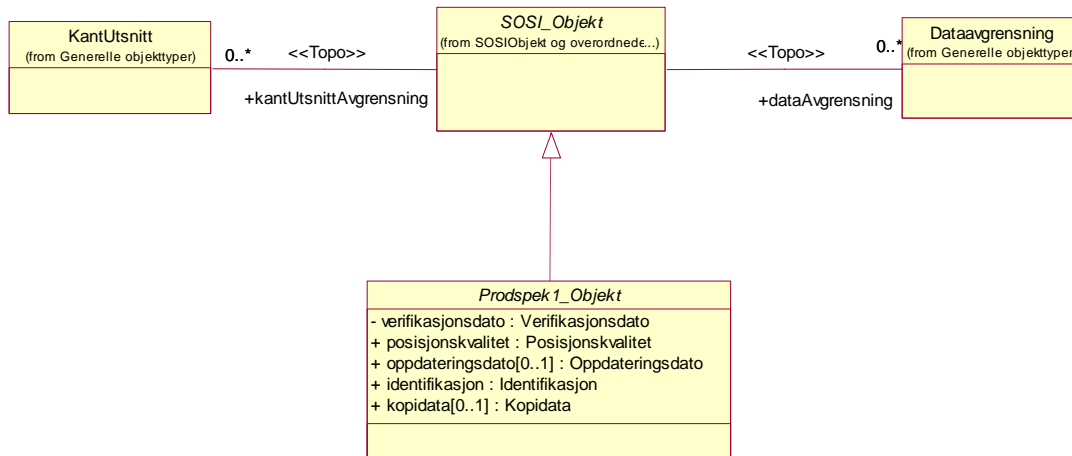 KantUtsnitt
(from Generelle objekttyper)
0..*
<<Topo>>
+kantUtsnittAvgrensning
SOSI_Objekt
(from SOSIObjekt og overordnede...)
<<Topo>>
0..*
+dataAvgrensning
Dataavgrensning
(from Generelle objekttyper)
Prodspek1_Objekt
- verifikasjonsdato : Verifikasjonsdato
+ posisjonskvalitet : Posisjonskvalitet
+ oppdateringsdato[0..1] : Oppdateringsdato
+ identifikasjon : Identifikasjon
+ kopidata[0..1] : Kopidata